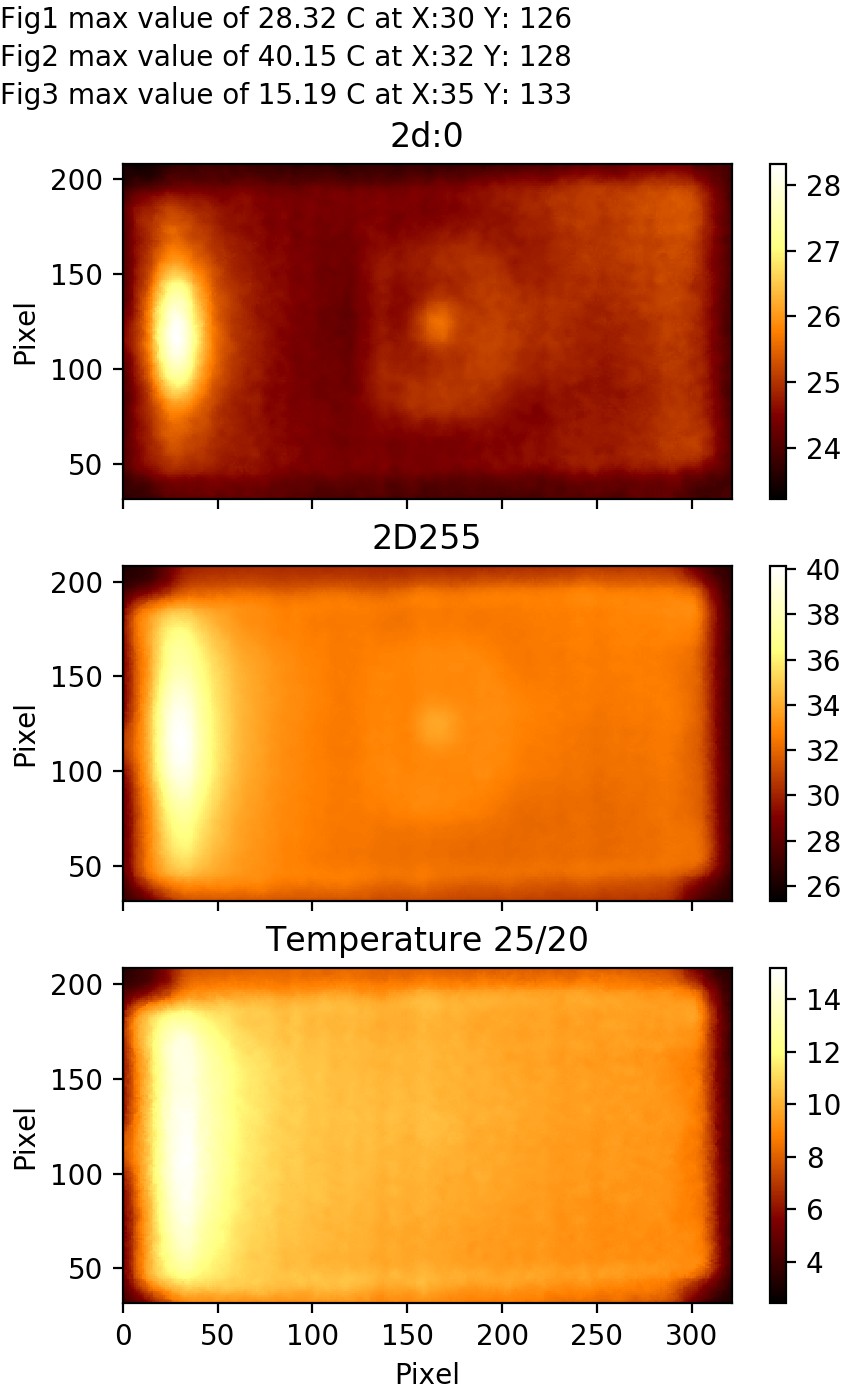 Fig1 max value of 28.32 C at X:30 Y: 126
Fig2 max value of 40.15 C at X:32 Y: 128
Fig3 max value of 15.19 C at X:35 Y: 133
2d:0
200
150
100
50
Pixel
28
27
26
25
24
2D255
200
150
100
50
Pixel
40
38
36
34
32
30
28
26
Temperature 25/20
200
150
100
50
Pixel
14
12
10
8
6
4
0 50 100 150 200 250 300
Pixel